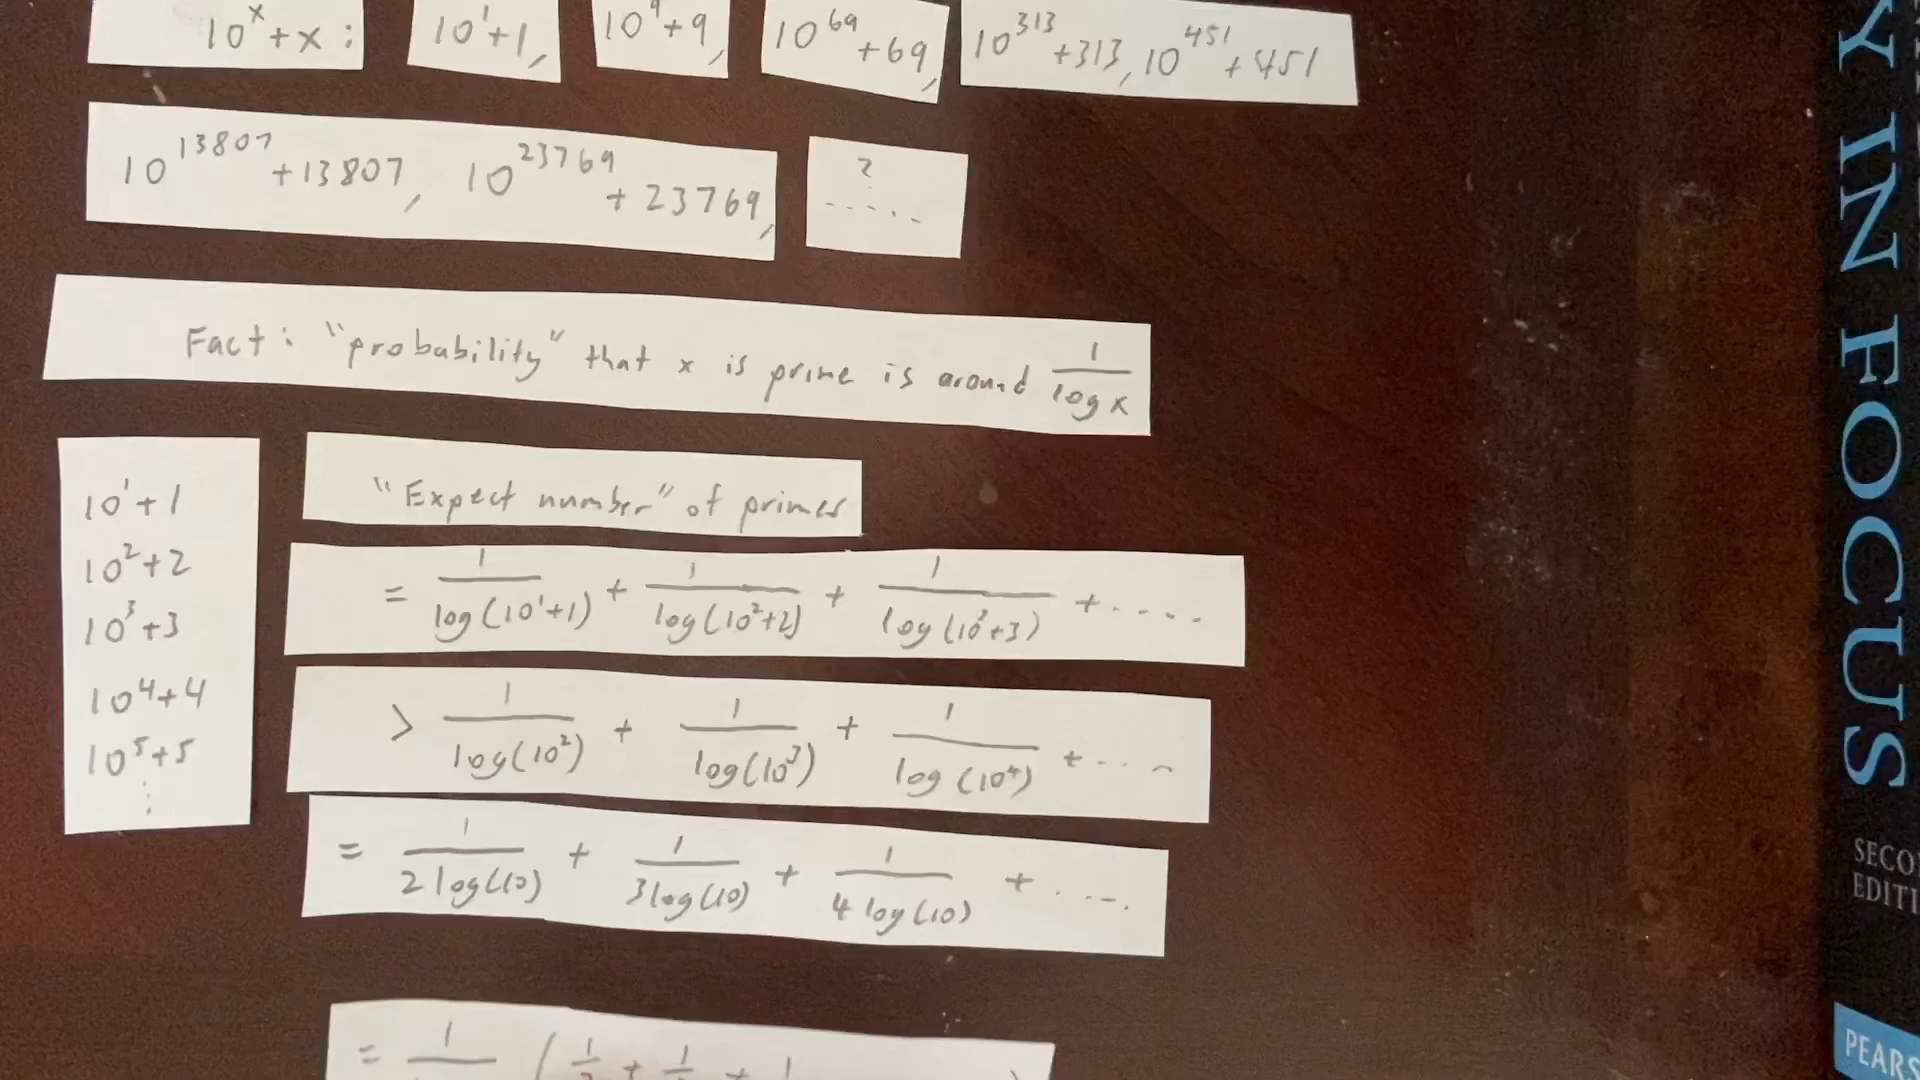 10^x + x : 10^1+1, 10^9+9, 10^69+69, 10^313+313, 10^451+451
10^13807+13807, 10^23769+23769, ? .....
Fact : "probability" that x is prime is around 1/log x
10^1+1
10^2+2
10^3+3
10^4+4
10^5+5
⋮
"Expect number" of primes
= 1/log(10^1+1) + 1/log(10^2+2) + 1/log(10^3+3) + .....
> 1/log(10^2) + 1/log(10^3) + 1/log(10^4) + ....
= 1/2log(10) + 1/3log(10) + 1/4log(10) + .....
Y IN FOCUS
PEARS